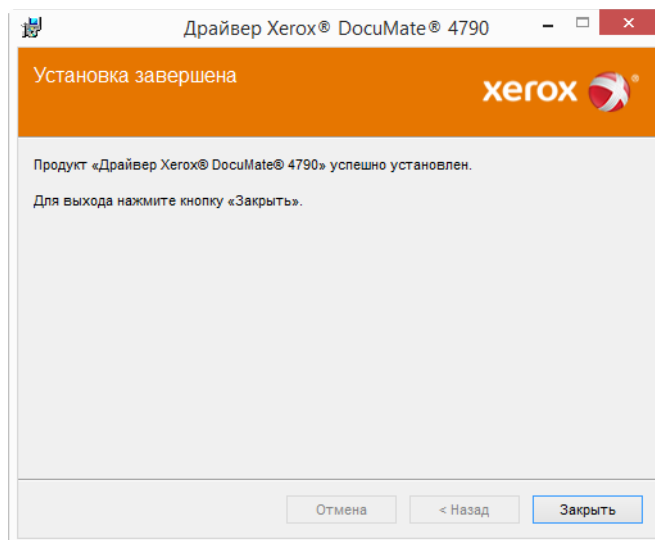 Драйвер Xerox® DocuMate® 4790
Установка завершена
xerox
Продукт «Драйвер Xerox® DocuMate® 4790» успешно установлен.
Для выхода нажмите кнопку «Закрыть».
Отмена
< Назад
Закрыть